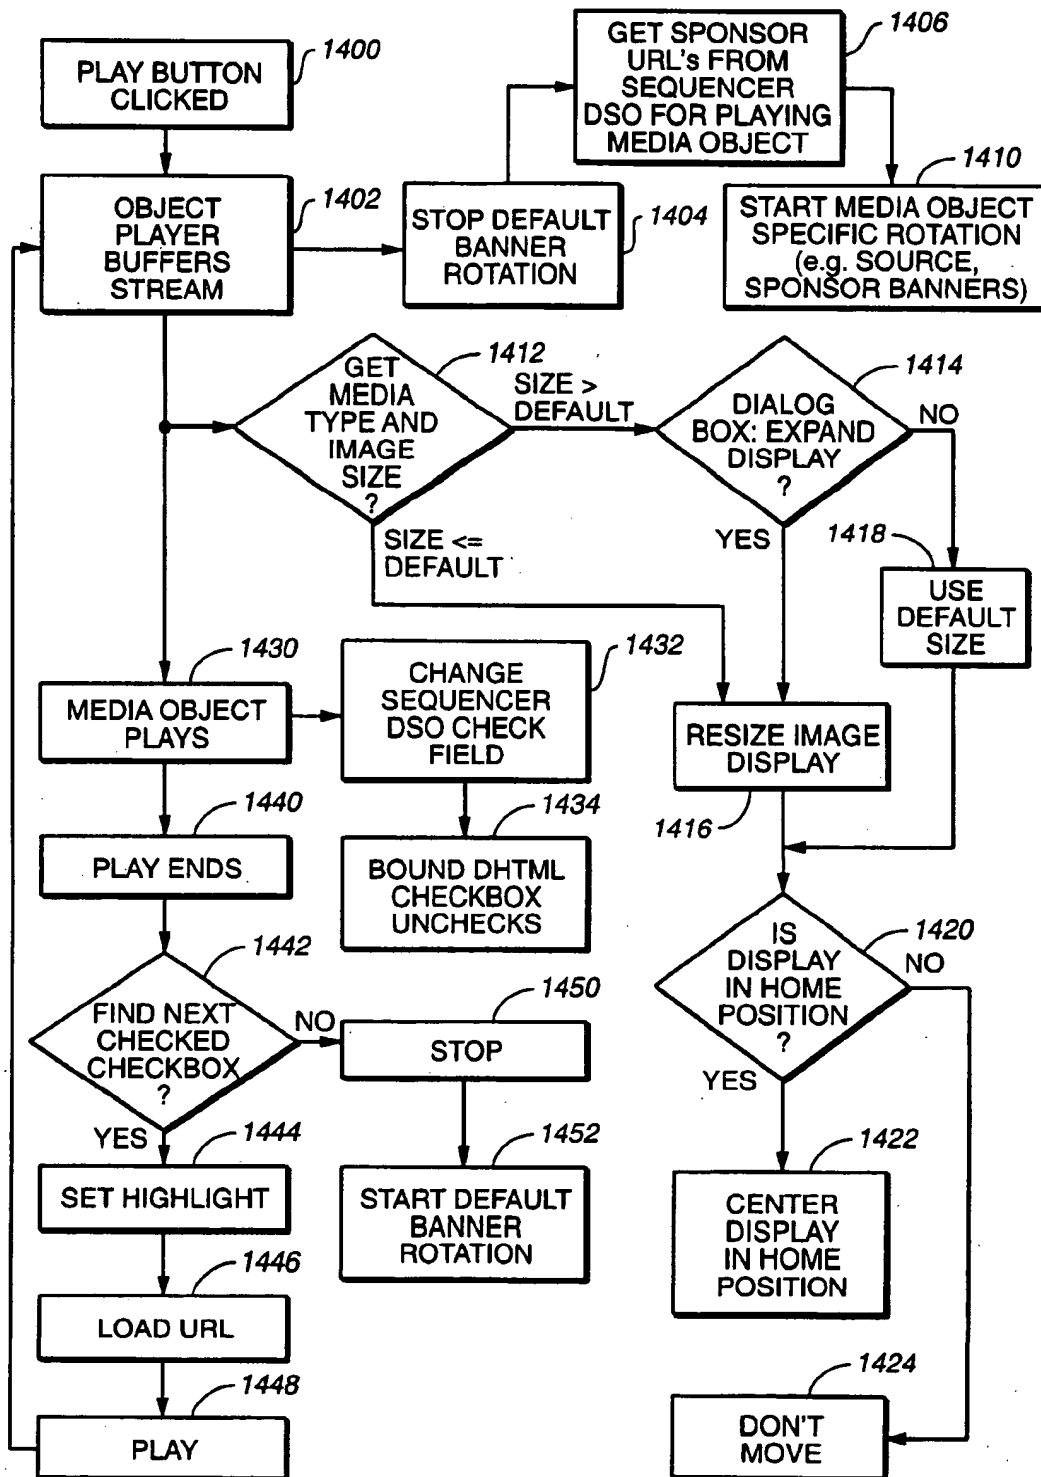 1400
PLAY BUTTON
CLICKED
1402
OBJECT
PLAYER
BUFFERS
STREAM
1404
STOP DEFAULT
BANNER
ROTATION
1406
GET SPONSOR
URL's FROM
SEQUENCER
DSO FOR PLAYING
MEDIA OBJECT
1410
START MEDIA OBJECT
SPECIFIC ROTATION
(e.g. SOURCE,
SPONSOR BANNERS)
1412
GET
MEDIA
TYPE AND
IMAGE
SIZE
?
SIZE >
DEFAULT
SIZE <=
DEFAULT
1414
DIALOG
BOX: EXPAND
DISPLAY
?
NO
YES
1418
USE
DEFAULT
SIZE
RESIZE IMAGE
DISPLAY
1416
1420
IS
DISPLAY
IN HOME
POSITION
?
NO
YES
1422
CENTER
DISPLAY
IN HOME
POSITION
1424
DON'T
MOVE
1430
MEDIA OBJECT
PLAYS
1432
CHANGE
SEQUENCER
DSO CHECK
FIELD
1434
BOUND DHTML
CHECKBOX
UNCHECKS
1440
PLAY ENDS
1442
FIND NEXT
CHECKED
CHECKBOX
?
NO
YES
1450
STOP
1452
START DEFAULT
BANNER
ROTATION
1444
SET HIGHLIGHT
1446
LOAD URL
1448
PLAY